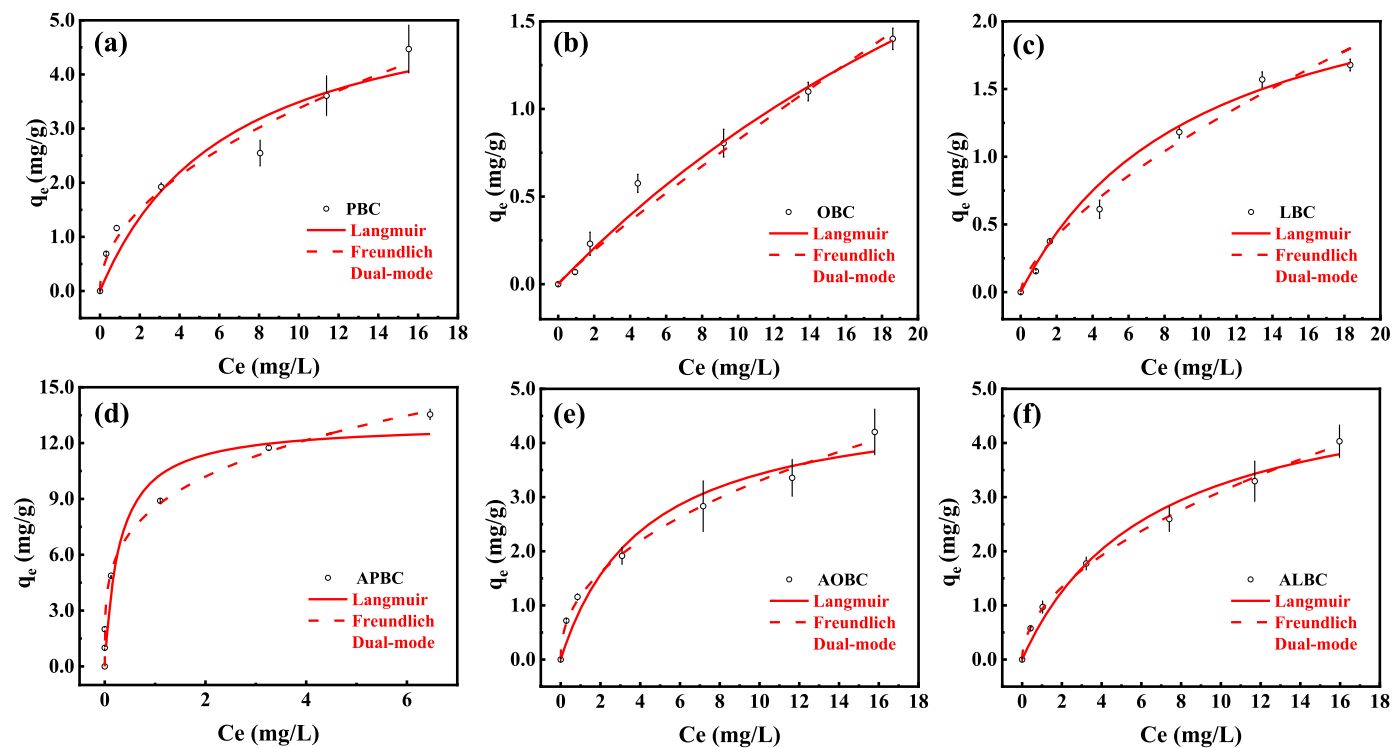 (a)
5.0
4.0
3.0
2.0
1.0
0.0
qe (mg/g)
PBC
Langmuir
Freundlich
Dual-mode
0 2 4 6 8 10 12 14 16 18
Ce (mg/L)
(b)
1.5
1.0
0.5
0.0
qe (mg/g)
OBC
Langmuir
Freundlich
Dual-mode
0 2 4 6 8 10 12 14 16 18 20
Ce (mg/L)
(c)
2.0
1.5
1.0
0.5
0.0
qe (mg/g)
LBC
Langmuir
Freundlich
Dual-mode
0 2 4 6 8 10 12 14 16 18 20
Ce (mg/L)
(d)
15.0
12.0
9.0
6.0
3.0
0.0
qe (mg/g)
APBC
Langmuir
Freundlich
Dual-mode
0 2 4 6
Ce (mg/L)
(e)
5.0
4.0
3.0
2.0
1.0
0.0
qe (mg/g)
AOBC
Langmuir
Freundlich
Dual-mode
0 2 4 6 8 10 12 14 16 18
Ce (mg/L)
(f)
5.0
4.0
3.0
2.0
1.0
0.0
qe (mg/g)
ALBC
Langmuir
Freundlich
Dual-mode
0 2 4 6 8 10 12 14 16 18
Ce (mg/L)